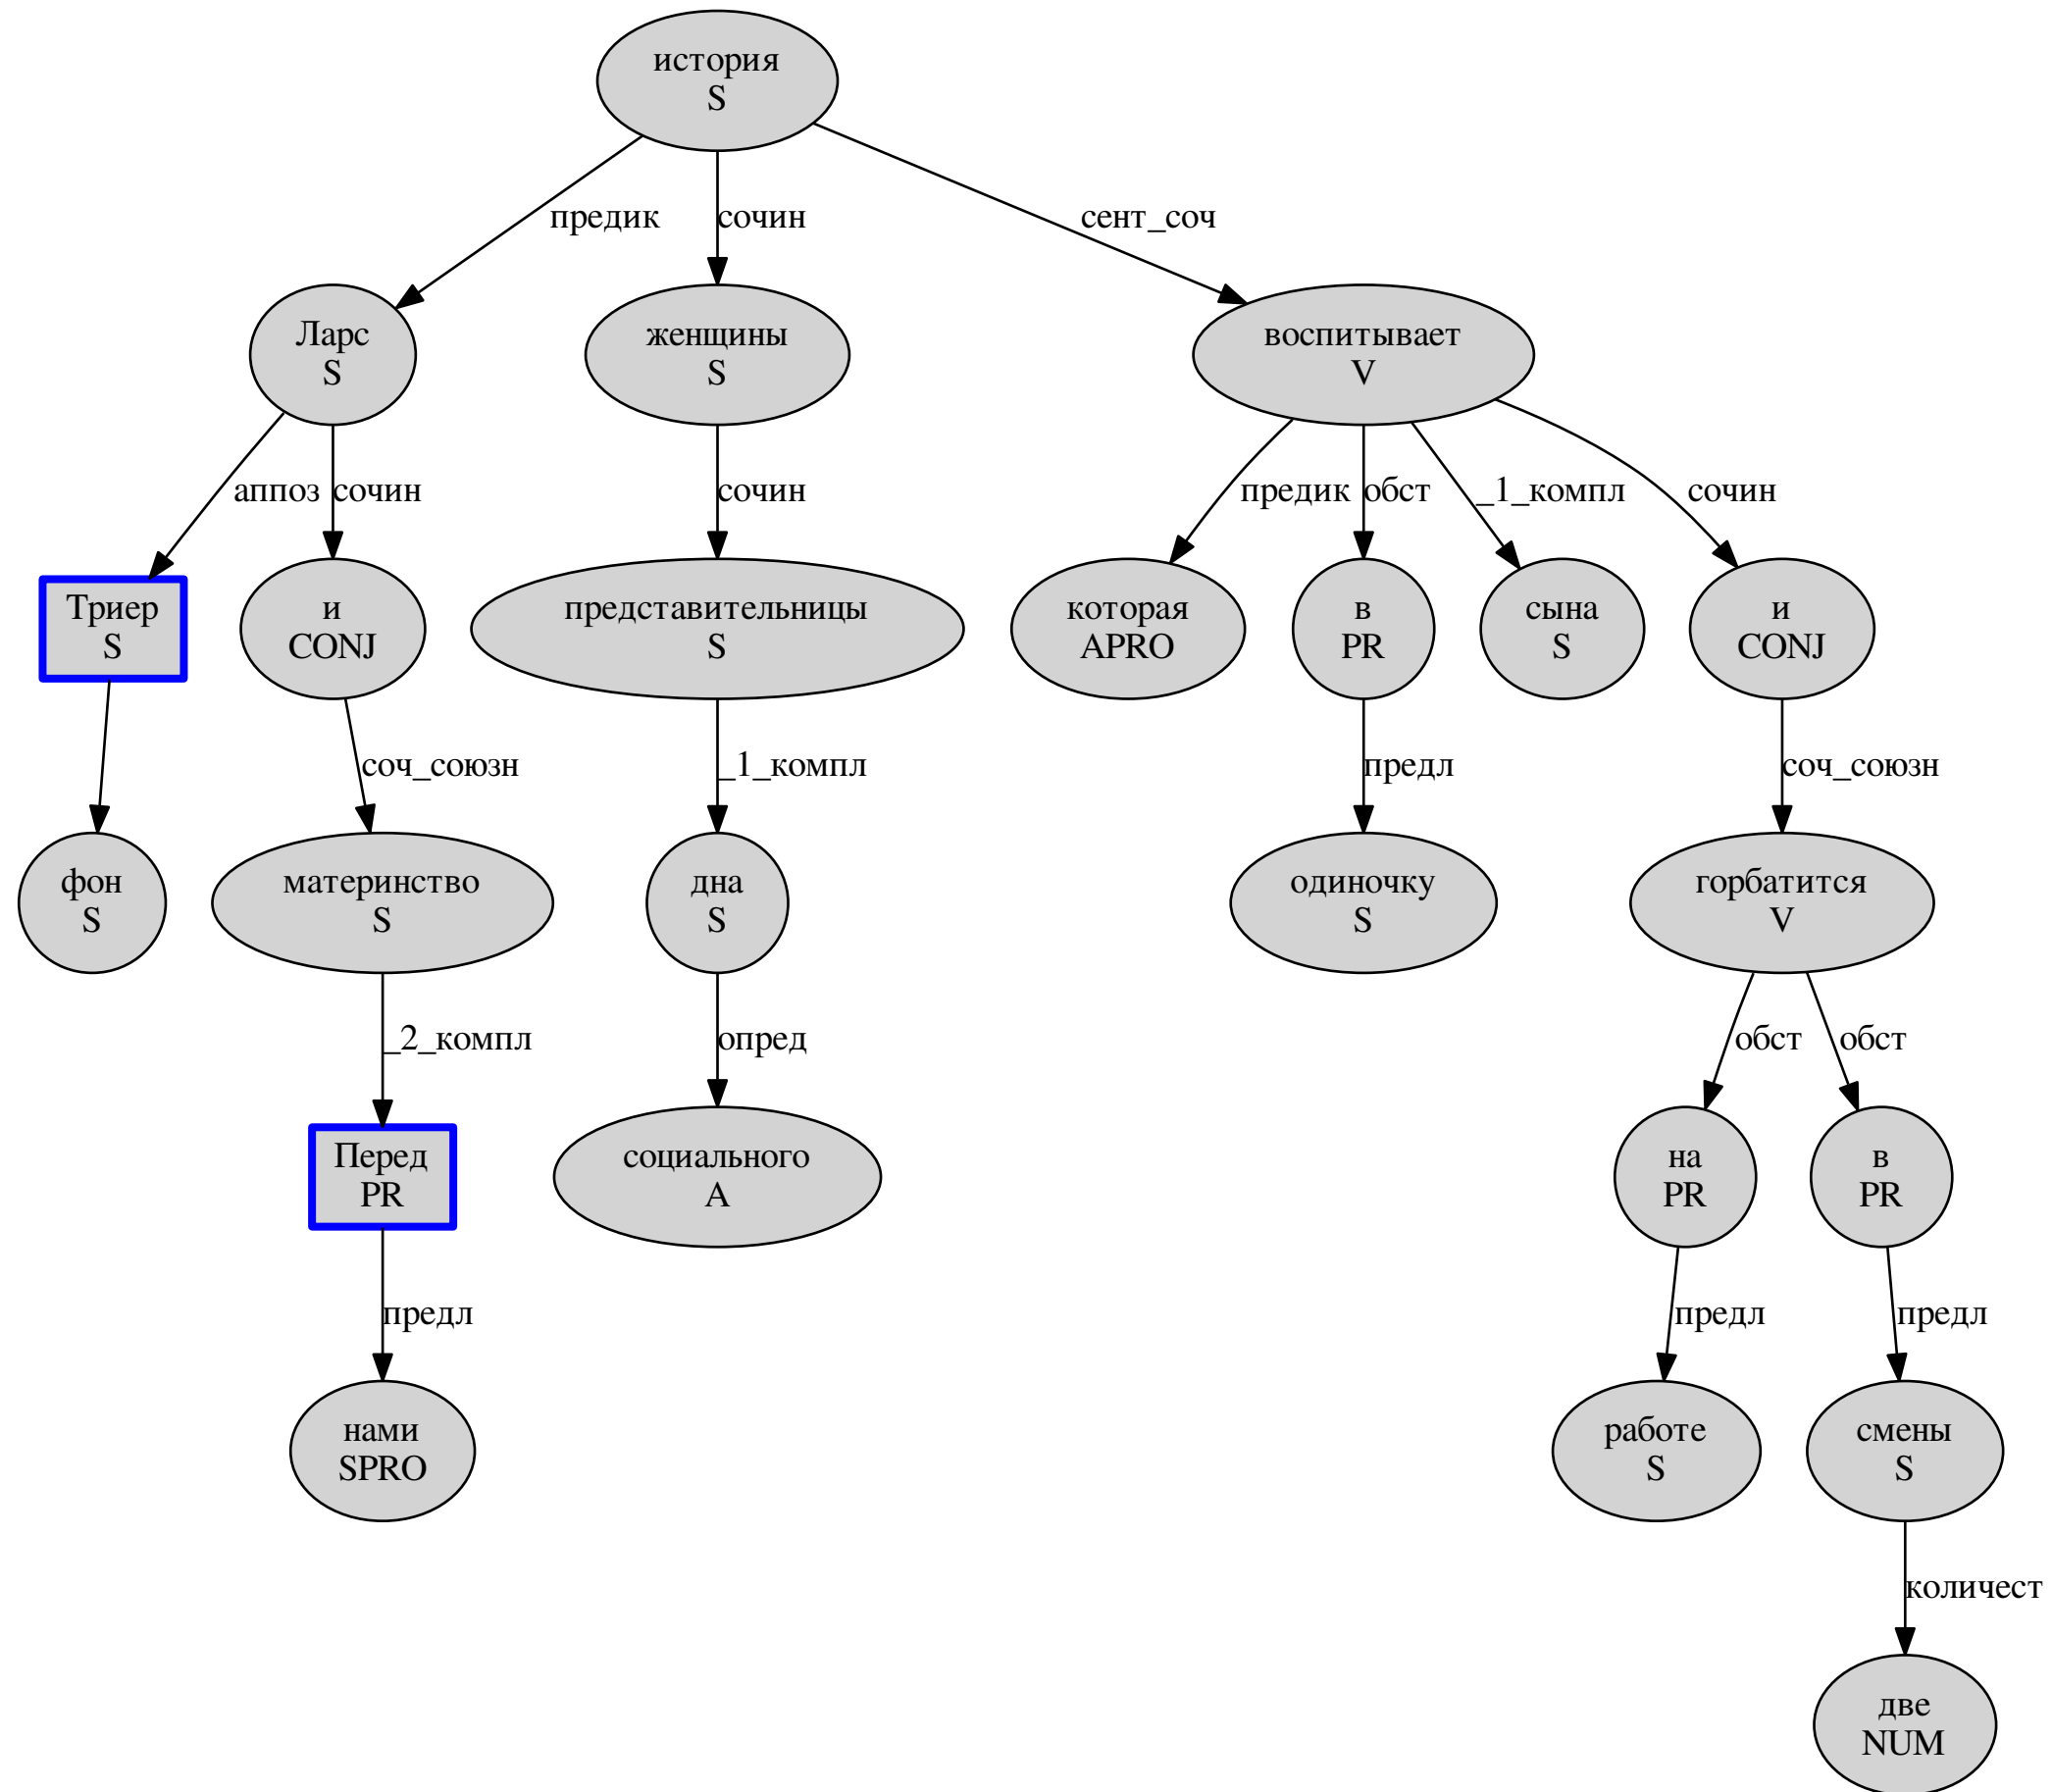 история
S
предик
сочин
сент_соч
Ларс
S
женщины
S
воспитывает
V
аппоз
сочин
сочин
предик
обст
_1_компл
сочин
Триер
S
и
CONJ
представительницы
S
которая
APRO
в
PR
сына
S
и
CONJ
соч_союзн
_1_компл
предл
соч_союзн
фон
S
материнство
S
дна
S
одиночку
S
горбатится
V
_2_компл
опред
обст
обст
Перед
PR
социального
A
на
PR
в
PR
предл
предл
предл
нами
SPRO
работе
S
смены
S
количест
две
NUM